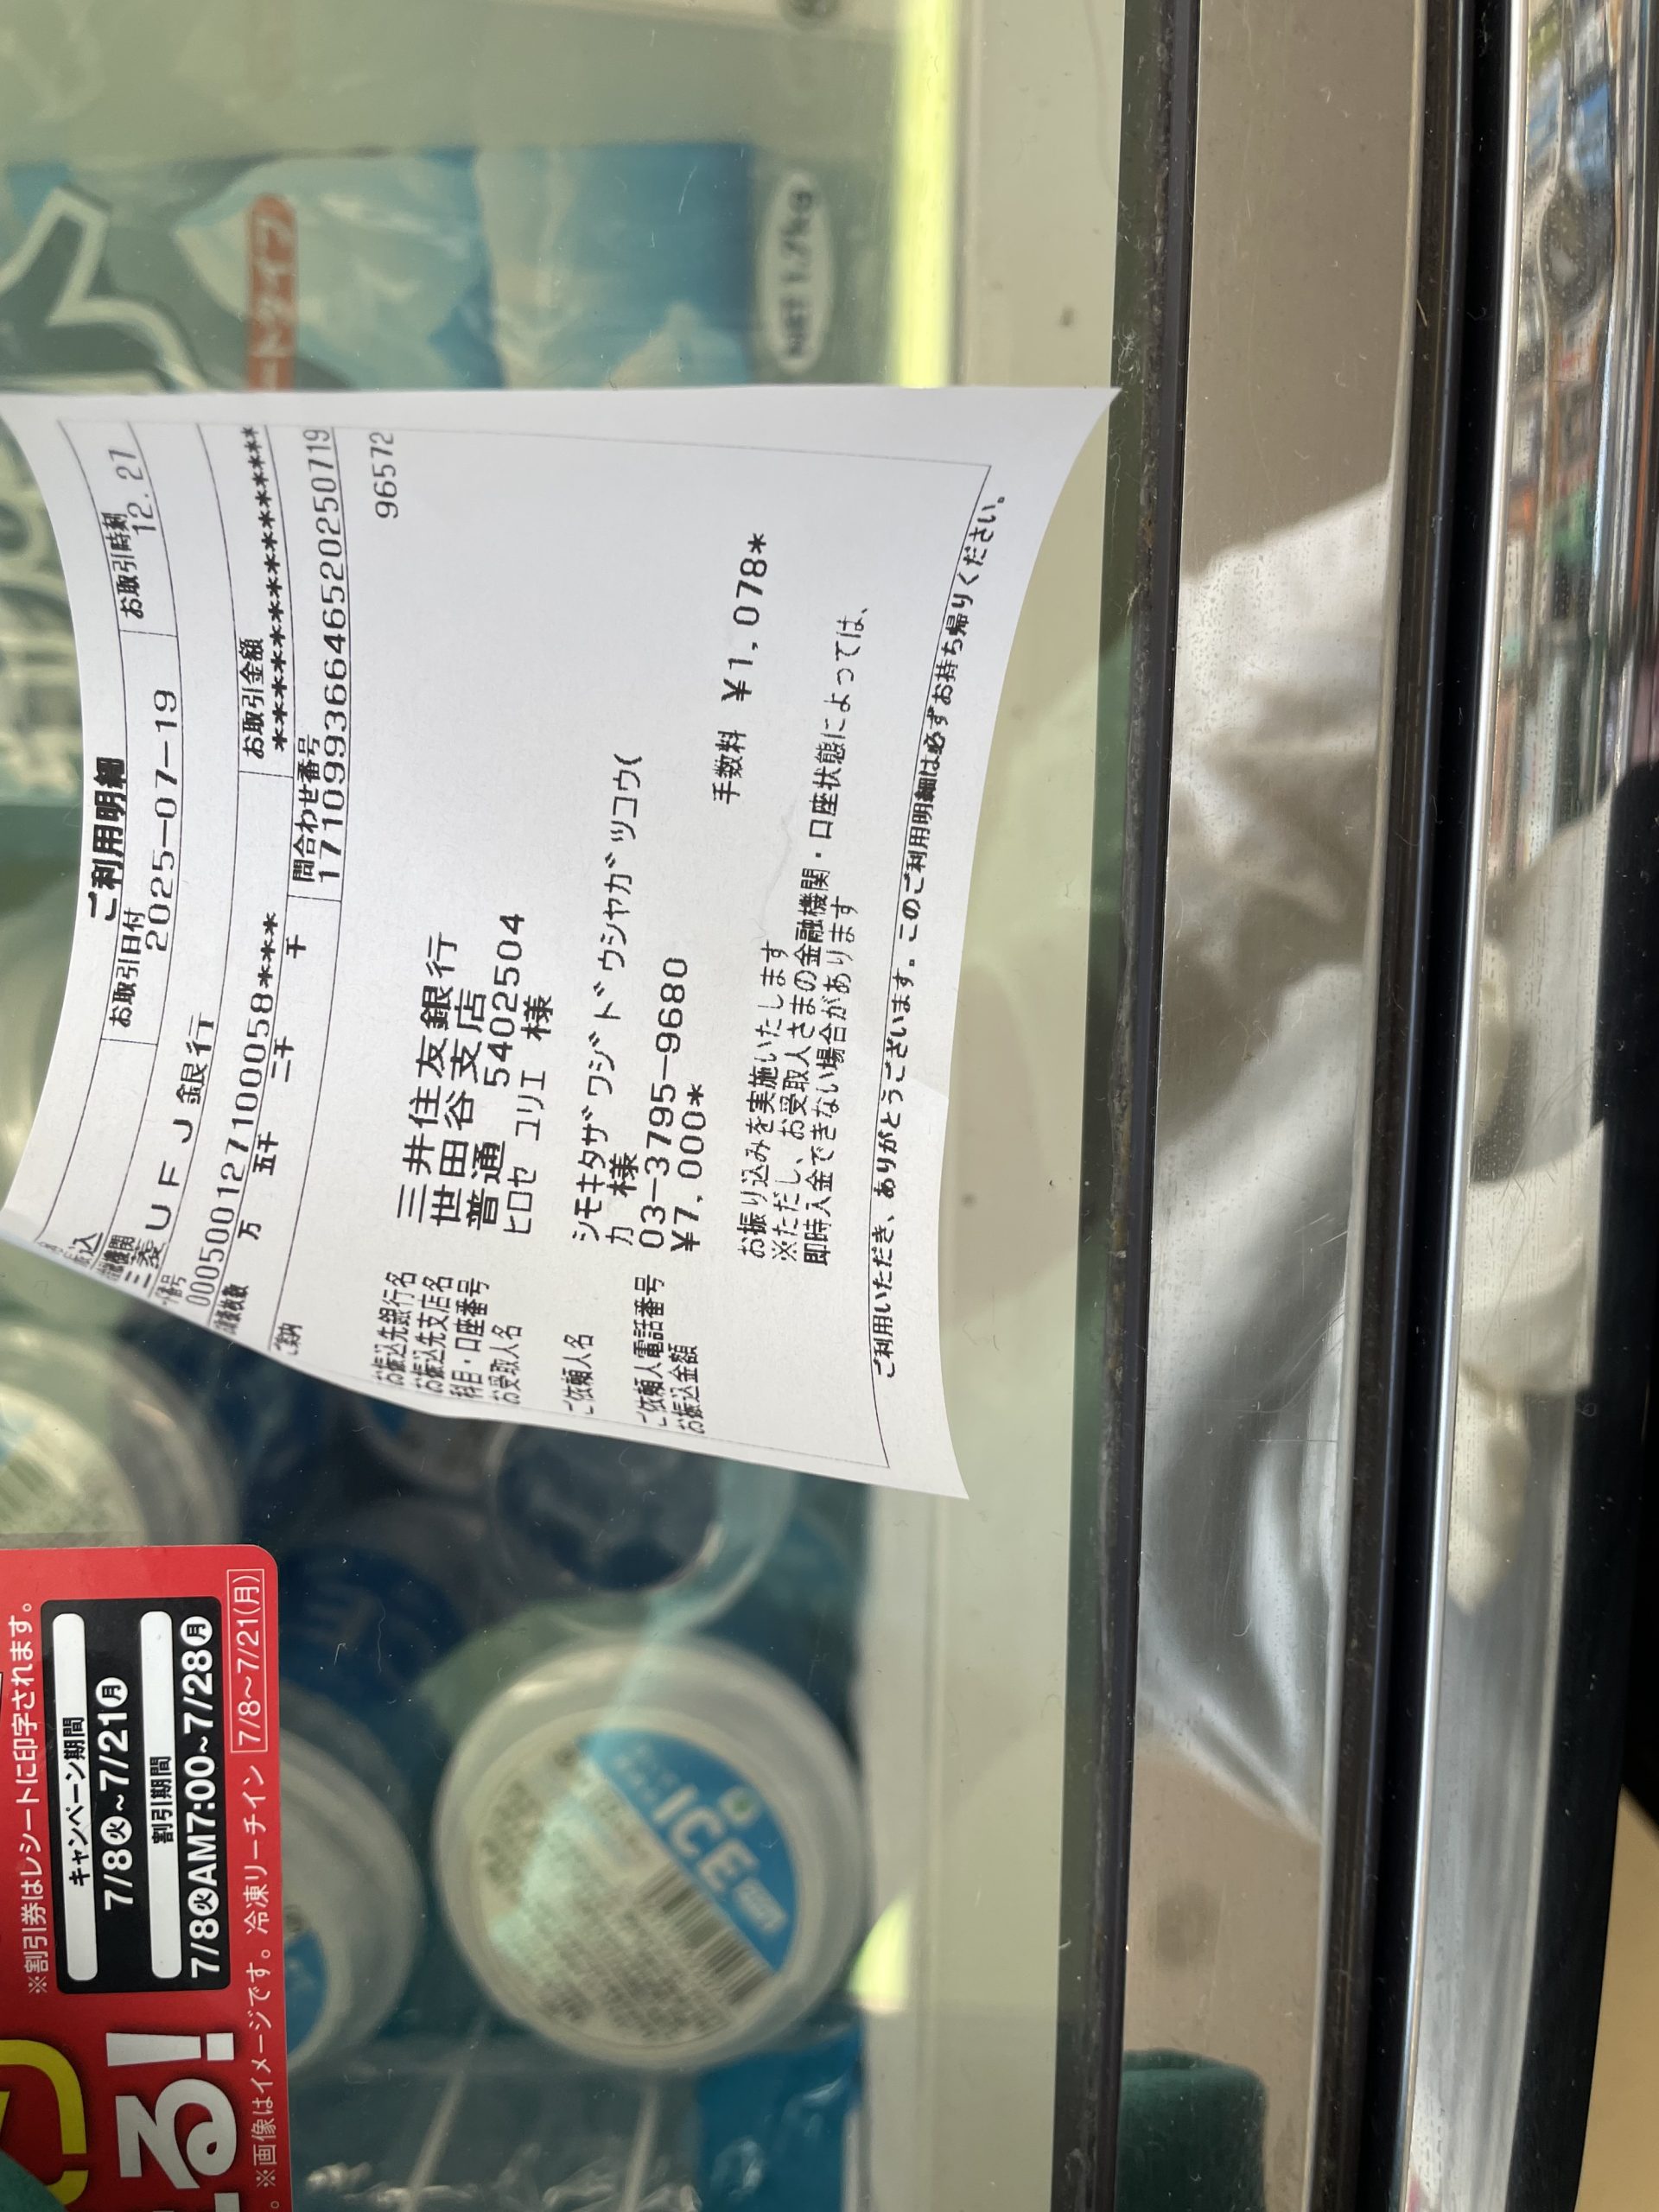 ご利用明細
お取引日付 お取引時刻
2025-07-19 12.21
三菱UFJ銀行
00050012710 0058****
お取引金額
万 五千 二千 千
問合わせ番号
171099366465202507​19
96572
お振込先銀行名 三井住友銀行
お振込先支店名 世田谷支店
科目・口座番号 普通 5402504
お受取人名 ヒロセ ユリエ 様
ご依頼人名 シモキタザワジドウシヤガツコウ(
カ 様
ご依頼人電話番号 03-3795-9680
お振込金額 ¥7,000*
手数料 ¥1,078*
お振り込みを実施いたします
※ただし、お受取人さまの金融機関・口座状態によっては、
即時入金できない場合があります
ご利用いただき、ありがとうございます。このご利用明細は必ずお持ち帰りください。
※割引券はレシートに印字されます。
キャンペーン期間
7/8火~7/21月
割引期間
7/8火AM7:00~7/28月
る!
※画像はイメージです。冷凍リーチイン 7/8~7/21(月)
ICE
NET 1.2kg